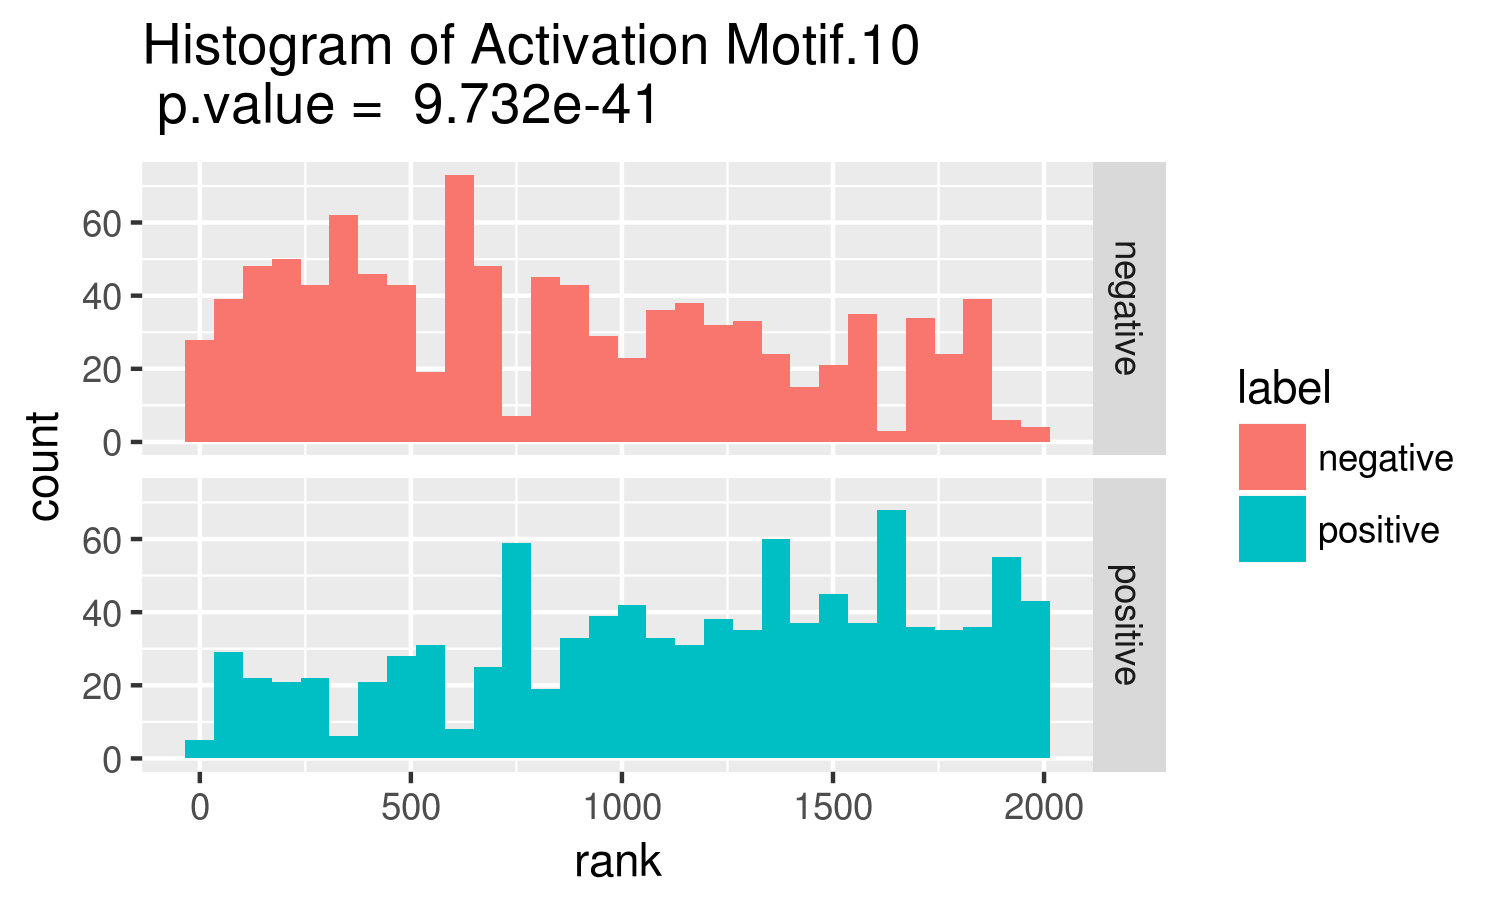 Histogram of Activation Motif.10
p.value =  9.732e-41
count
60
40
20
0
negative
60
40
20
0
positive
0 500 1000 1500 2000
rank
label
negative
positive